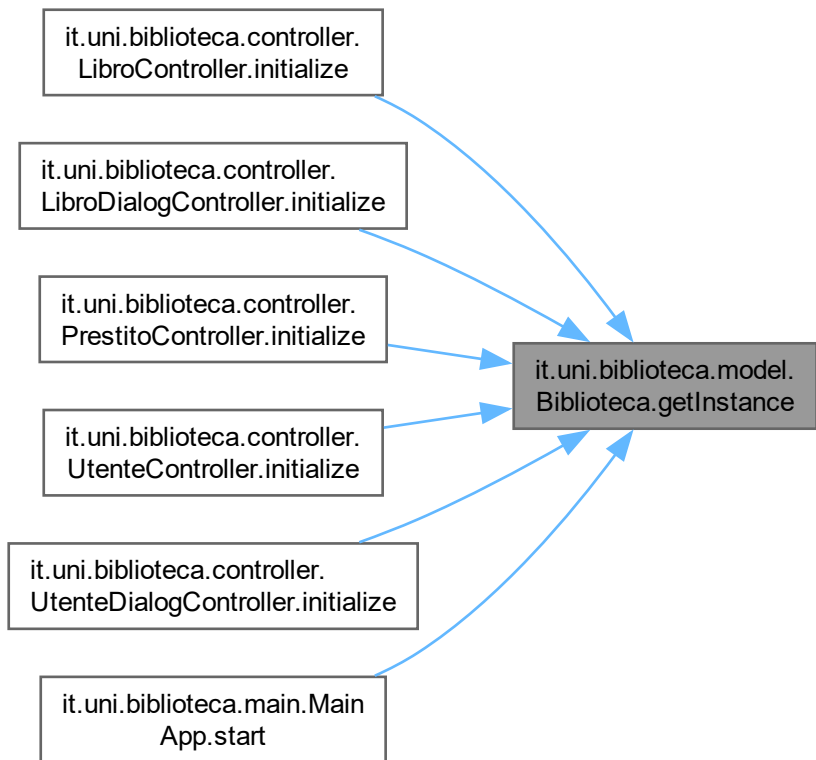 it.uni.biblioteca.controller.
LibroController.initialize
it.uni.biblioteca.controller.
LibroDialogController.initialize
it.uni.biblioteca.controller.
PrestitoController.initialize
it.uni.biblioteca.model.
Biblioteca.getInstance
it.uni.biblioteca.controller.
UtenteController.initialize
it.uni.biblioteca.controller.
UtenteDialogController.initialize
it.uni.biblioteca.main.Main
App.start